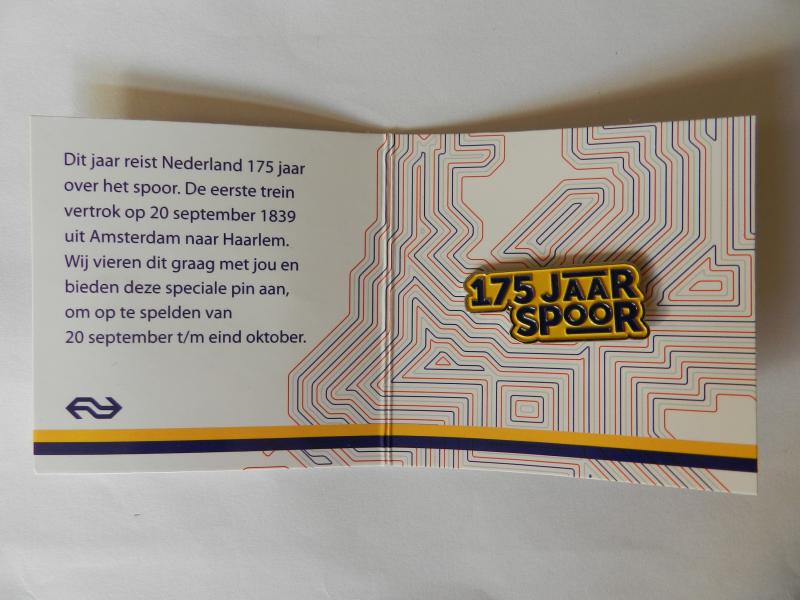 Dit jaar reist Nederland 175 jaar
over het spoor. De eerste trein
vertrok op 20 september 1839
uit Amsterdam naar Haarlem.
Wij vieren dit graag met jou en
bieden deze speciale pin aan,
om op te spelden van
20 september t/m eind oktober.
175 JAAR
SPOOR